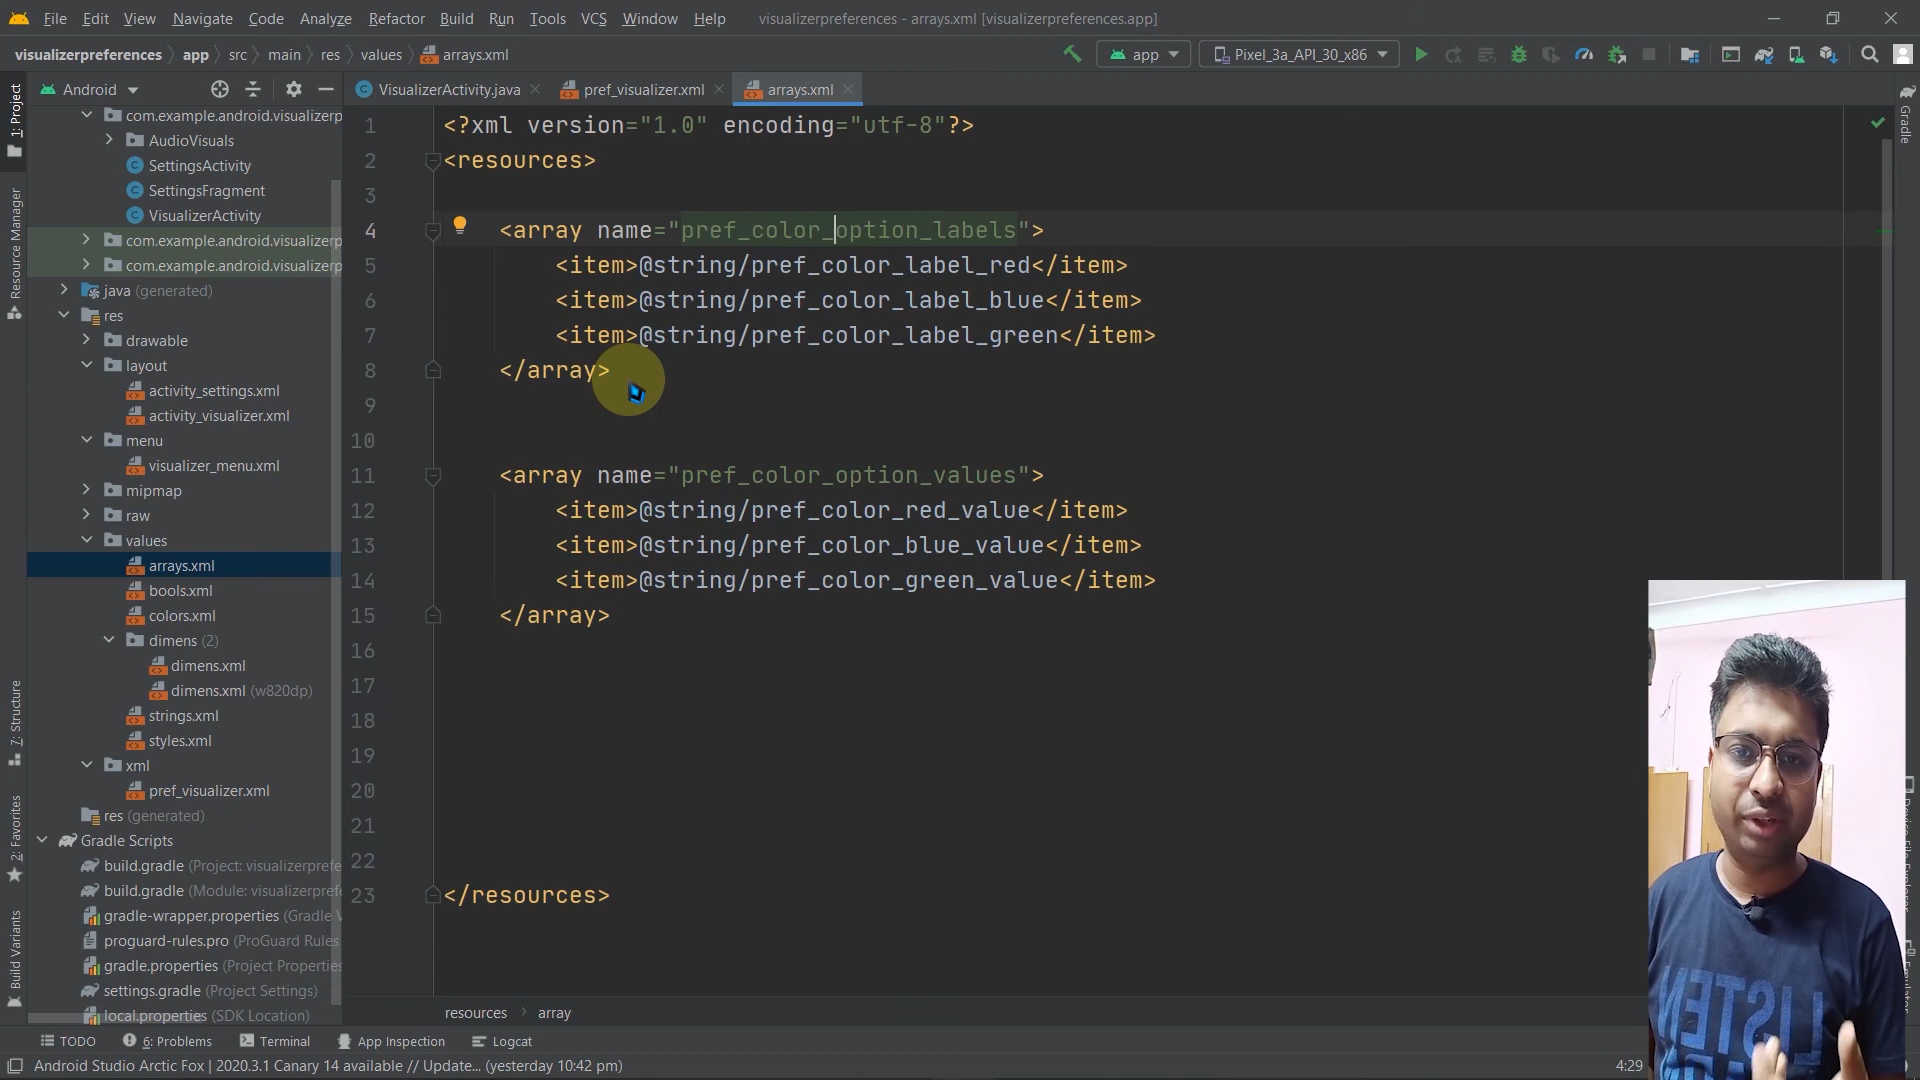 File Edit View Navigate Code Analyze Refactor Build Run Tools VCS Window Help visualizerpreferences - arrays.xml [visualizerpreferences.app]
visualizerpreferences app src main res values arrays.xml app Pixel_3a_API_30_x86
Android VisualizerActivity.java pref_visualizer.xml arrays.xml
1: Project
Resource Manager
7: Structure
2: Favorites
Build Variants
com.example.android.visualizerp
AudioVisuals
SettingsActivity
SettingsFragment
VisualizerActivity
com.example.android.visualizerp
com.example.android.visualizerp
java (generated)
res
drawable
layout
activity_settings.xml
activity_visualizer.xml
menu
visualizer_menu.xml
mipmap
raw
values
arrays.xml
bools.xml
colors.xml
dimens (2)
dimens.xml
dimens.xml (w820dp)
strings.xml
styles.xml
xml
pref_visualizer.xml
res (generated)
Gradle Scripts
build.gradle (Project: visualizerprefe
build.gradle (Module: visualizerpref
gradle-wrapper.properties (Gradle V
proguard-rules.pro (ProGuard Rules
gradle.properties (Project Properties
settings.gradle (Project Settings)
local.properties (SDK Location)
1 <?xml version="1.0" encoding="utf-8"?>
2 <resources>
3
4 <array name="pref_color_option_labels">
5 <item>@string/pref_color_label_red</item>
6 <item>@string/pref_color_label_blue</item>
7 <item>@string/pref_color_label_green</item>
8 </array>
9
10
11 <array name="pref_color_option_values">
12 <item>@string/pref_color_red_value</item>
13 <item>@string/pref_color_blue_value</item>
14 <item>@string/pref_color_green_value</item>
15 </array>
16
17
18
19
20
21
22
23 </resources>
Gradle
LISTEN
resources array
TODO 6: Problems Terminal App Inspection Logcat
Android Studio Arctic Fox | 2020.3.1 Canary 14 available // Update... (yesterday 10:42 pm) 4:29